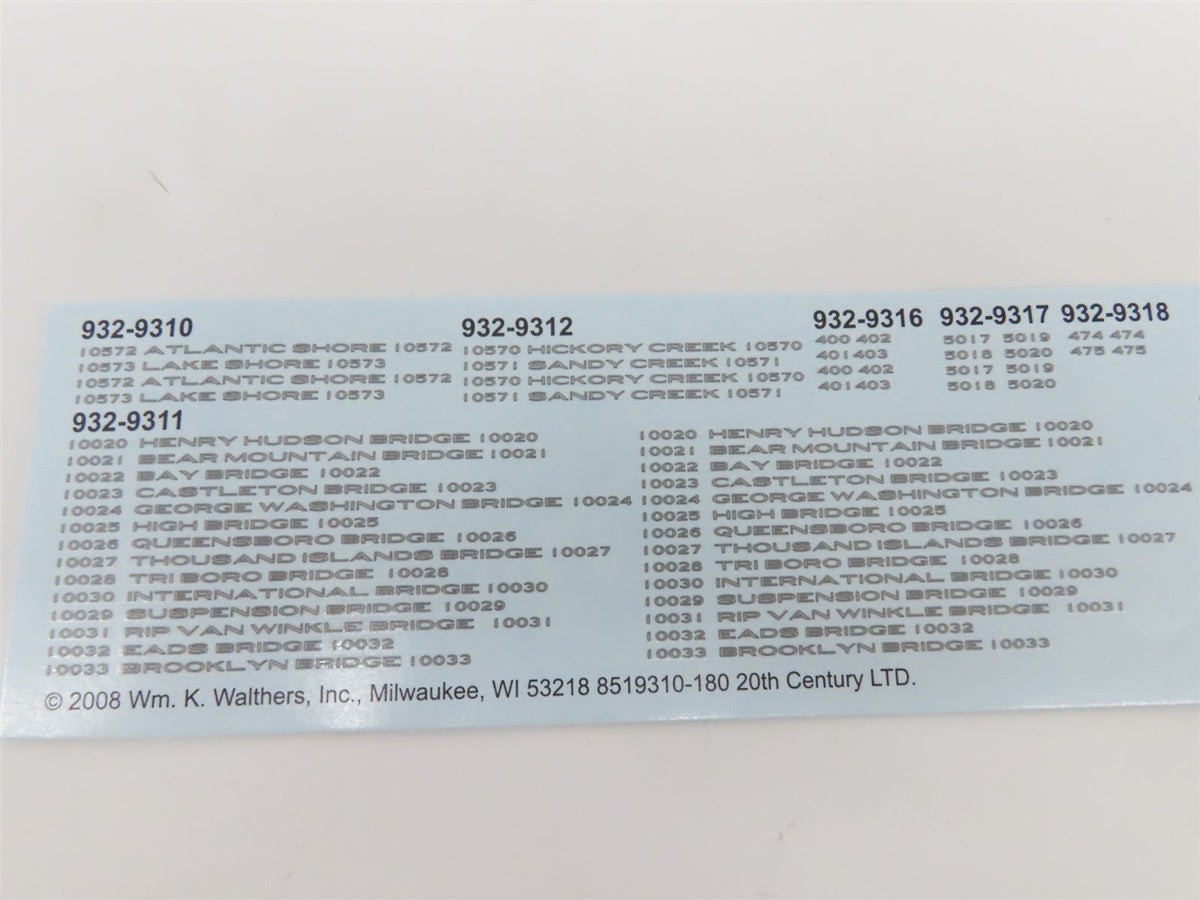 932-9310 932-9312 932-9316 932-9317 932-9318
10572 ATLANTIC SHORE 10572 10570 HICKORY CREEK 10570 400 402 5017 5019 474 474
10573 LAKE SHORE 10573 10571 SANDY CREEK 10571 401 403 5018 5020 475 475
10572 ATLANTIC SHORE 10572 10570 HICKORY CREEK 10570 400 402 5017 5019
10573 LAKE SHORE 10573 10571 SANDY CREEK 10571 401 403 5018 5020
932-9311
10020 HENRY HUDSON BRIDGE 10020 10020 HENRY HUDSON BRIDGE 10020
10021 BEAR MOUNTAIN BRIDGE 10021 10021 BEAR MOUNTAIN BRIDGE 10021
10022 BAY BRIDGE 10022 10022 BAY BRIDGE 10022
10023 CASTLETON BRIDGE 10023 10023 CASTLETON BRIDGE 10023
10024 GEORGE WASHINGTON BRIDGE 10024 10024 GEORGE WASHINGTON BRIDGE 10024
10025 HIGH BRIDGE 10025 10025 HIGH BRIDGE 10025
10026 QUEENSBORO BRIDGE 10026 10026 QUEENSBORO BRIDGE 10026
10027 THOUSAND ISLANDS BRIDGE 10027 10027 THOUSAND ISLANDS BRIDGE 10027
10028 TRI BORO BRIDGE 10028 10028 TRI BORO BRIDGE 10028
10030 INTERNATIONAL BRIDGE 10030 10030 INTERNATIONAL BRIDGE 10030
10029 SUSPENSION BRIDGE 10029 10029 SUSPENSION BRIDGE 10029
10031 RIP VAN WINKLE BRIDGE 10031 10031 RIP VAN WINKLE BRIDGE 10031
10032 EADS BRIDGE 10032 10032 EADS BRIDGE 10032
10033 BROOKLYN BRIDGE 10033 10033 BROOKLYN BRIDGE 10033
© 2008 Wm. K. Walthers, Inc., Milwaukee, WI 53218 8519310-180 20th Century LTD.